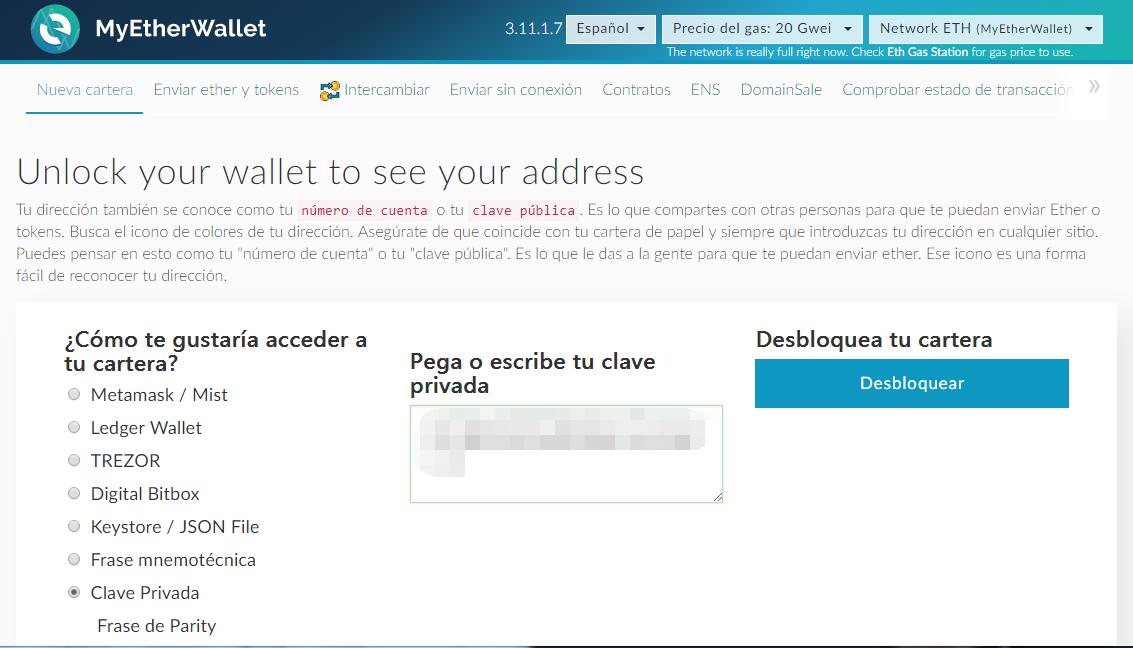 MyEtherWallet
3.11.1.7 Español Precio del gas: 20 Gwei Network ETH (MyEtherWallet)
The network is really full right now. Check Eth Gas Station for gas price to use.
Nueva cartera Enviar ether y tokens Intercambiar Enviar sin conexión Contratos ENS DomainSale Comprobar estado de transacción »
Unlock your wallet to see your address
Tu dirección también se conoce como tu número de cuenta o tu clave pública. Es lo que compartes con otras personas para que te puedan enviar Ether o
tokens. Busca el icono de colores de tu dirección. Asegúrate de que coincide con tu cartera de papel y siempre que introduzcas tu dirección en cualquier sitio.
Puedes pensar en esto como tu "número de cuenta" o tu "clave pública". Es lo que le das a la gente para que te puedan enviar ether. Ese icono es una forma
fácil de reconocer tu dirección.
¿Cómo te gustaría acceder a
tu cartera?
Metamask / Mist
Ledger Wallet
TREZOR
Digital Bitbox
Keystore / JSON File
Frase mnemotécnica
Clave Privada
Frase de Parity
Pega o escribe tu clave
privada
Desbloquea tu cartera
Desbloquear